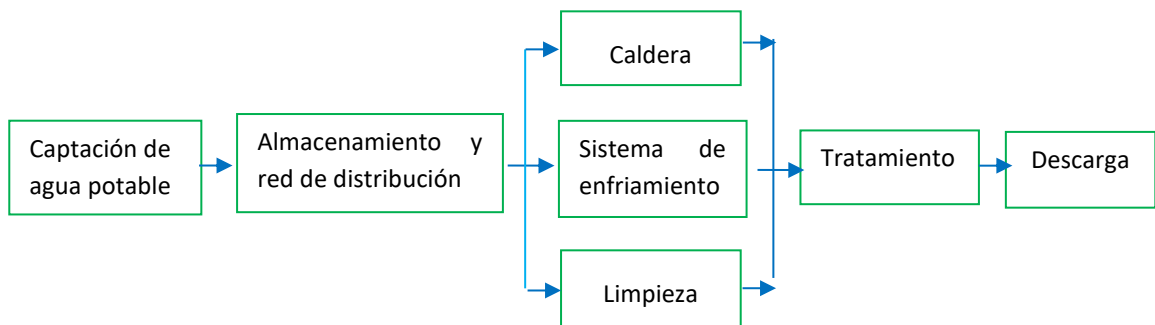 Captación de
agua potable
Almacenamiento y
red de distribución
Caldera
Sistema de
enfriamiento
Limpieza
Tratamiento
Descarga